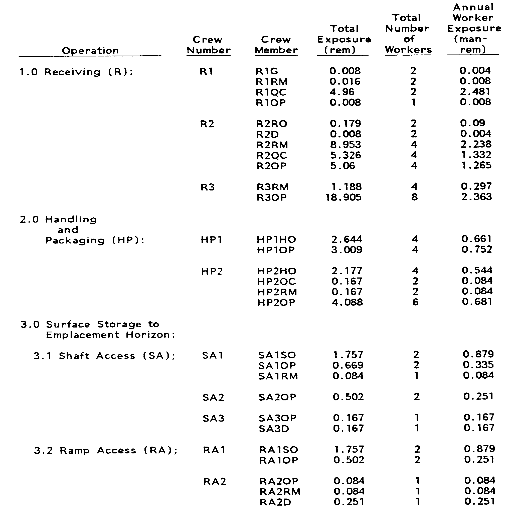 Annual
Total Worker
Total Number Exposure
Crew Crew Exposure of (man-
Operation Number Member (rem) Workers rem)
1.0 Receiving (R): R1 R1G 0.008 2 0.004
R1RM 0.016 2 0.008
R1QC 4.96 2 2.481
R1OP 0.008 1 0.008
R2 R2RO 0.179 2 0.09
R2D 0.008 2 0.004
R2RM 8.953 4 2.238
R2QC 5.326 4 1.332
R2OP 5.06 4 1.265
R3 R3RM 1.188 4 0.297
R3OP 18.905 8 2.363
2.0 Handling
and
Packaging (HP): HP1 HP1HO 2.644 4 0.661
HP1OP 3.009 4 0.752
HP2 HP2HO 2.177 4 0.544
HP2OC 0.167 2 0.084
HP2RM 0.167 2 0.084
HP2OP 4.088 6 0.681
3.0 Surface Storage to
Emplacement Horizon:
3.1 Shaft Access (SA); SA1 SA1SO 1.757 2 0.879
SA1OP 0.669 2 0.335
SA1RM 0.084 1 0.084
SA2 SA2OP 0.502 2 0.251
SA3 SA3OP 0.167 1 0.167
SA3D 0.167 1 0.167
3.2 Ramp Access (RA); RA1 RA1SO 1.757 2 0.879
RA1OP 0.502 2 0.251
RA2 RA2OP 0.084 1 0.084
RA2RM 0.084 1 0.084
RA2D 0.251 1 0.251